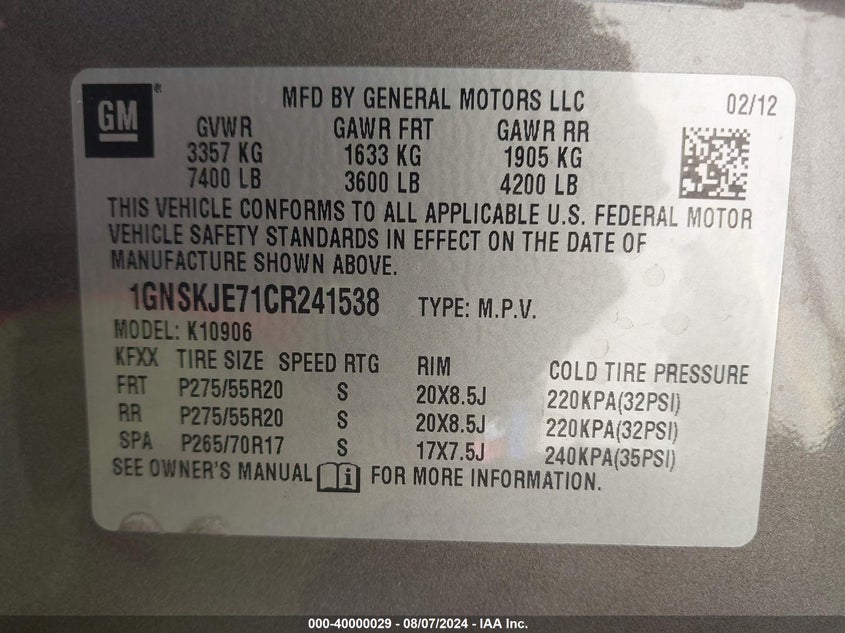 GM ®
MFD BY GENERAL MOTORS LLC 02/12
GVWR GAWR FRT GAWR RR
3357 KG 1633 KG 1905 KG
7400 LB 3600 LB 4200 LB
THIS VEHICLE CONFORMS TO ALL APPLICABLE U.S. FEDERAL MOTOR
VEHICLE SAFETY STANDARDS IN EFFECT ON THE DATE OF
MANUFACTURE SHOWN ABOVE.
1GNSKJE71CR241538 TYPE: M.P.V.
MODEL: K10906
KFXX TIRE SIZE SPEED RTG RIM COLD TIRE PRESSURE
FRT P275/55R20 S 20X8.5J 220KPA(32PSI)
RR P275/55R20 S 20X8.5J 220KPA(32PSI)
SPA P265/70R17 S 17X7.5J 240KPA(35PSI)
SEE OWNER'S MANUAL i FOR MORE INFORMATION.
000-40000029 - 08/07/2024 - IAA Inc.